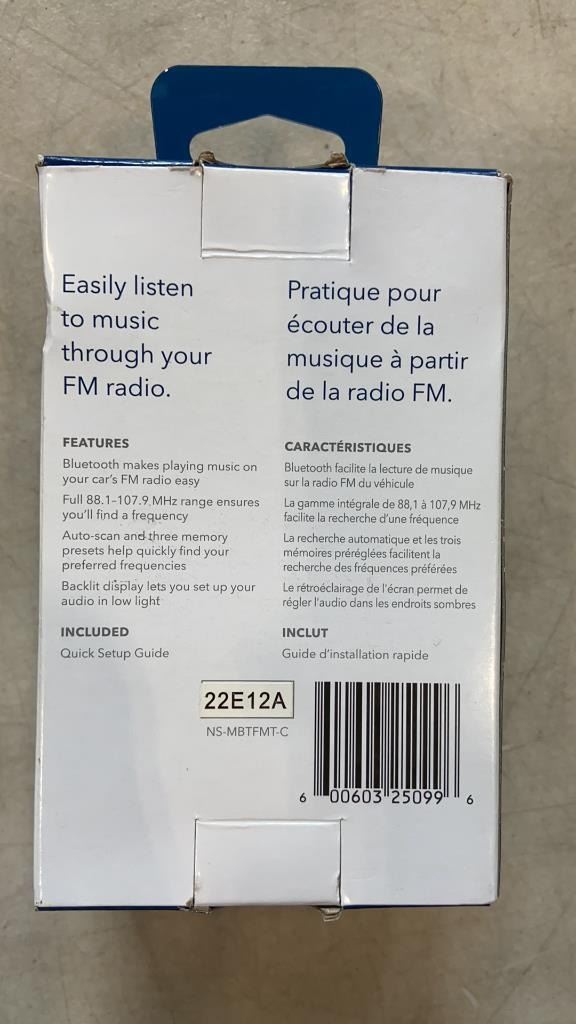 Easily listen
to music
through your
FM radio.
FEATURES
Bluetooth makes playing music on
your car's FM radio easy
Full 88.1–107.9 MHz range ensures
you'll find a frequency
Auto-scan and three memory
presets help quickly find your
preferred frequencies
Backlit display lets you set up your
audio in low light
INCLUDED
Quick Setup Guide
Pratique pour
écouter de la
musique à partir
de la radio FM.
CARACTÉRISTIQUES
Bluetooth facilite la lecture de musique
sur la radio FM du véhicule
La gamme intégrale de 88,1 à 107,9 MHz
facilite la recherche d'une fréquence
La recherche automatique et les trois
mémoires préréglées facilitent la
recherche des fréquences préférées
Le rétroéclairage de l'écran permet de
régler l'audio dans les endroits sombres
INCLUT
Guide d'installation rapide
22E12A
NS-MBTFMT-C
6 00603 25099 6